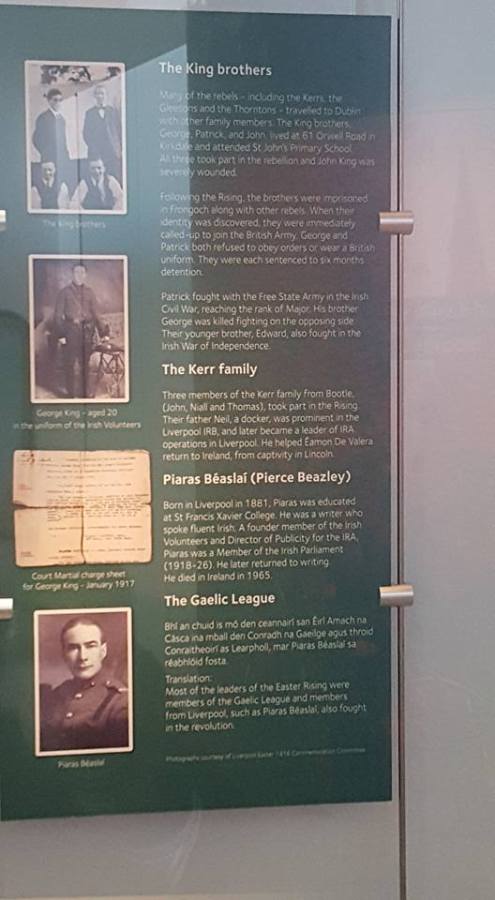 The King brothers
Many of the rebels – including the Kerrs, the
Gleesons and the Thorntons – travelled to Dublin
with other family members. The King brothers,
George, Patrick, and John, lived at 61 Orwell Road in
Kirkdale and attended St John's Primary School.
All three took part in the rebellion and John King was
severely wounded.
Following the Rising, the brothers were imprisoned
in Frongoch along with other rebels. When their
identity was discovered, they were immediately
called-up to join the British Army. George and
Patrick both refused to obey orders or wear a British
uniform. They were each sentenced to six months
detention.
Patrick fought with the Free State Army in the Irish
Civil War, reaching the rank of Major. His brother
George was killed fighting on the opposing side.
Their younger brother, Edward, also fought in the
Irish War of Independence.
The King brothers
George King – aged 20
in the uniform of the Irish Volunteers
The Kerr family
Three members of the Kerr family from Bootle,
(John, Niall and Thomas), took part in the Rising.
Their father Neil, a docker, was prominent in the
Liverpool IRB, and later became a leader of IRA
operations in Liverpool. He helped Éamon De Valera
return to Ireland, from captivity in Lincoln.
Court Martial charge sheet
for George King – January 1917
Piaras Béaslaí (Pierce Beazley)
Born in Liverpool in 1881, Piaras was educated
at St Francis Xavier College. He was a writer who
spoke fluent Irish. A founder member of the Irish
Volunteers and Director of Publicity for the IRA,
Piaras was a Member of the Irish Parliament
(1918-26). He later returned to writing.
He died in Ireland in 1965.
The Gaelic League
Bhí an chuid is mó den ceannairí san Éirí Amach na
Cásca ina mball den Conradh na Gaeilge agus throid
Conraitheoirí as Learpholl, mar Piaras Béaslaí sa
réabhlóid fosta.
Translation:
Most of the leaders of the Easter Rising were
members of the Gaelic League and members
from Liverpool, such as Piaras Béaslaí, also fought
in the revolution.
Piaras Béaslaí
Photographs courtesy of Liverpool Easter 1916 Commemoration Committee